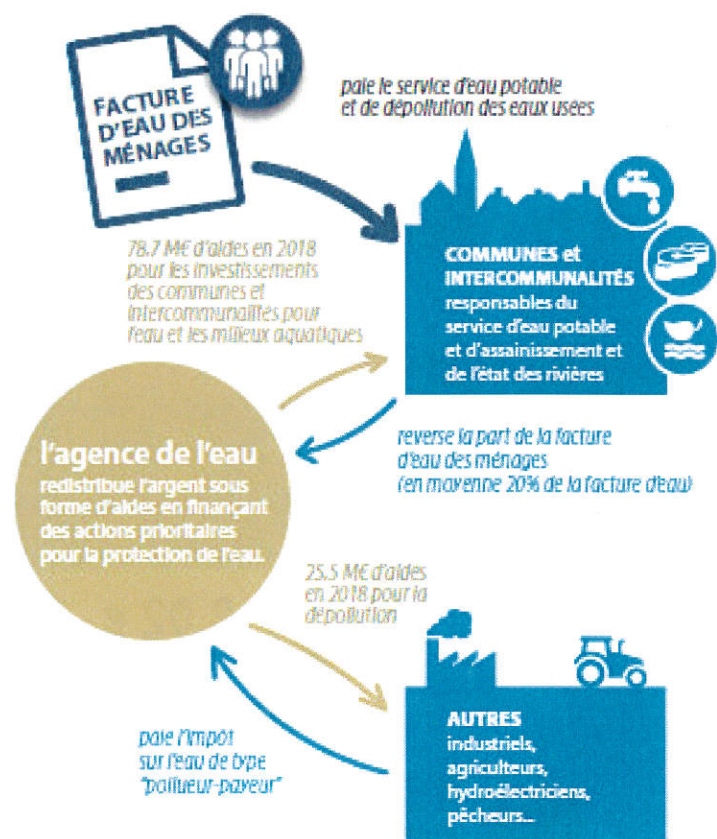 FACTURE
D'EAU DES
MÉNAGES
paie le service d'eau potable
et de dépollution des eaux usées
78,7 M€ d'aides en 2018
pour les investissements
des communes et
intercommunalités pour
l'eau et les milieux aquatiques
COMMUNES et
INTERCOMMUNALITÉS
responsables du
service d'eau potable
et d'assainissement et
de l'état des rivières
l'agence de l'eau
redistribue l'argent sous
forme d'aides en finançant
des actions prioritaires
pour la protection de l'eau.
reverse la part de la facture
d'eau des ménages
(en moyenne 20% de la facture d'eau)
25,5 M€ d'aides
en 2018 pour la
dépollution
paie l'impôt
sur l'eau de type
"pollueur-payeur"
AUTRES
industriels,
agriculteurs,
hydroélectriciens,
pêcheurs...